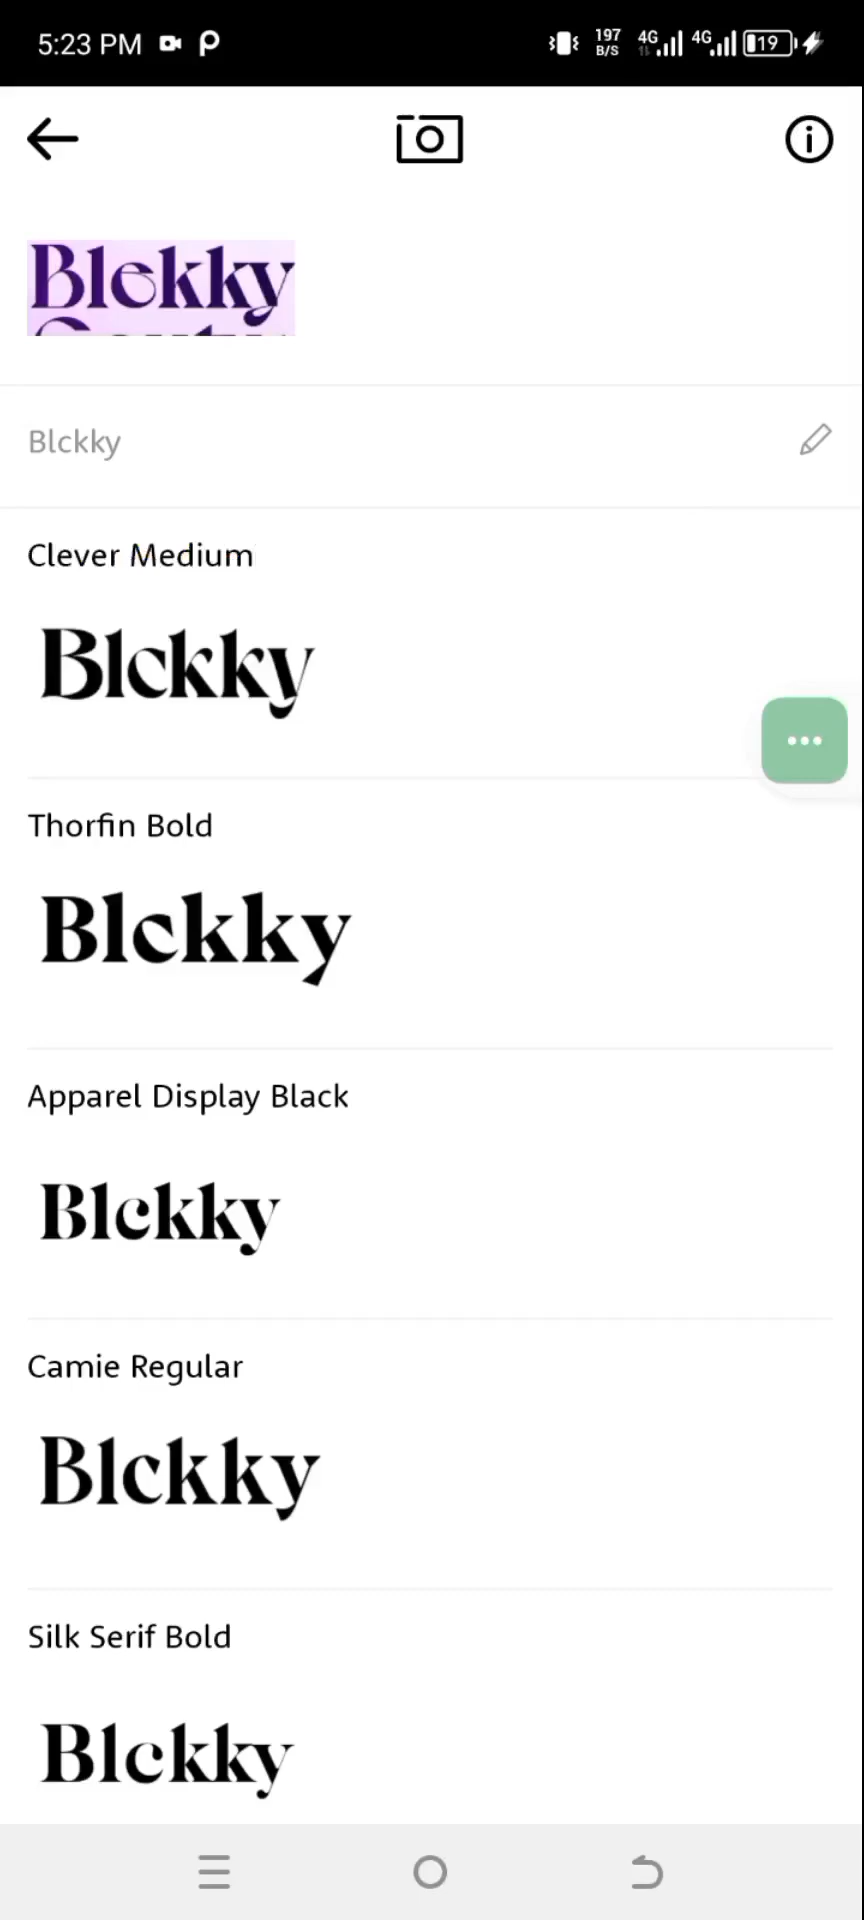 5:23 PM 197 B/S 4G 4G 19
Blckky
Blckky
Clever Medium
Blckky
Thorfin Bold
Blckky
Apparel Display Black
Blckky
Camie Regular
Blckky
Silk Serif Bold
Blckky